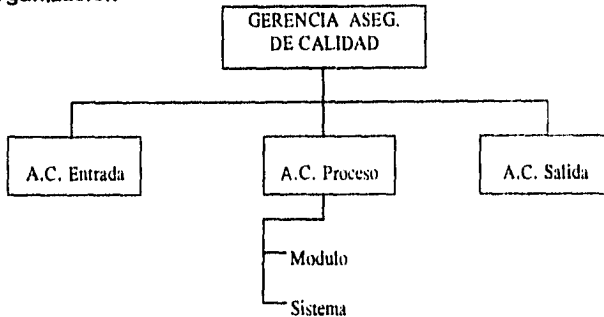 GERENCIA ASEG.
DE CALIDAD
A.C. Entrada
A.C. Proceso
A.C. Salida
Modulo
Sistema